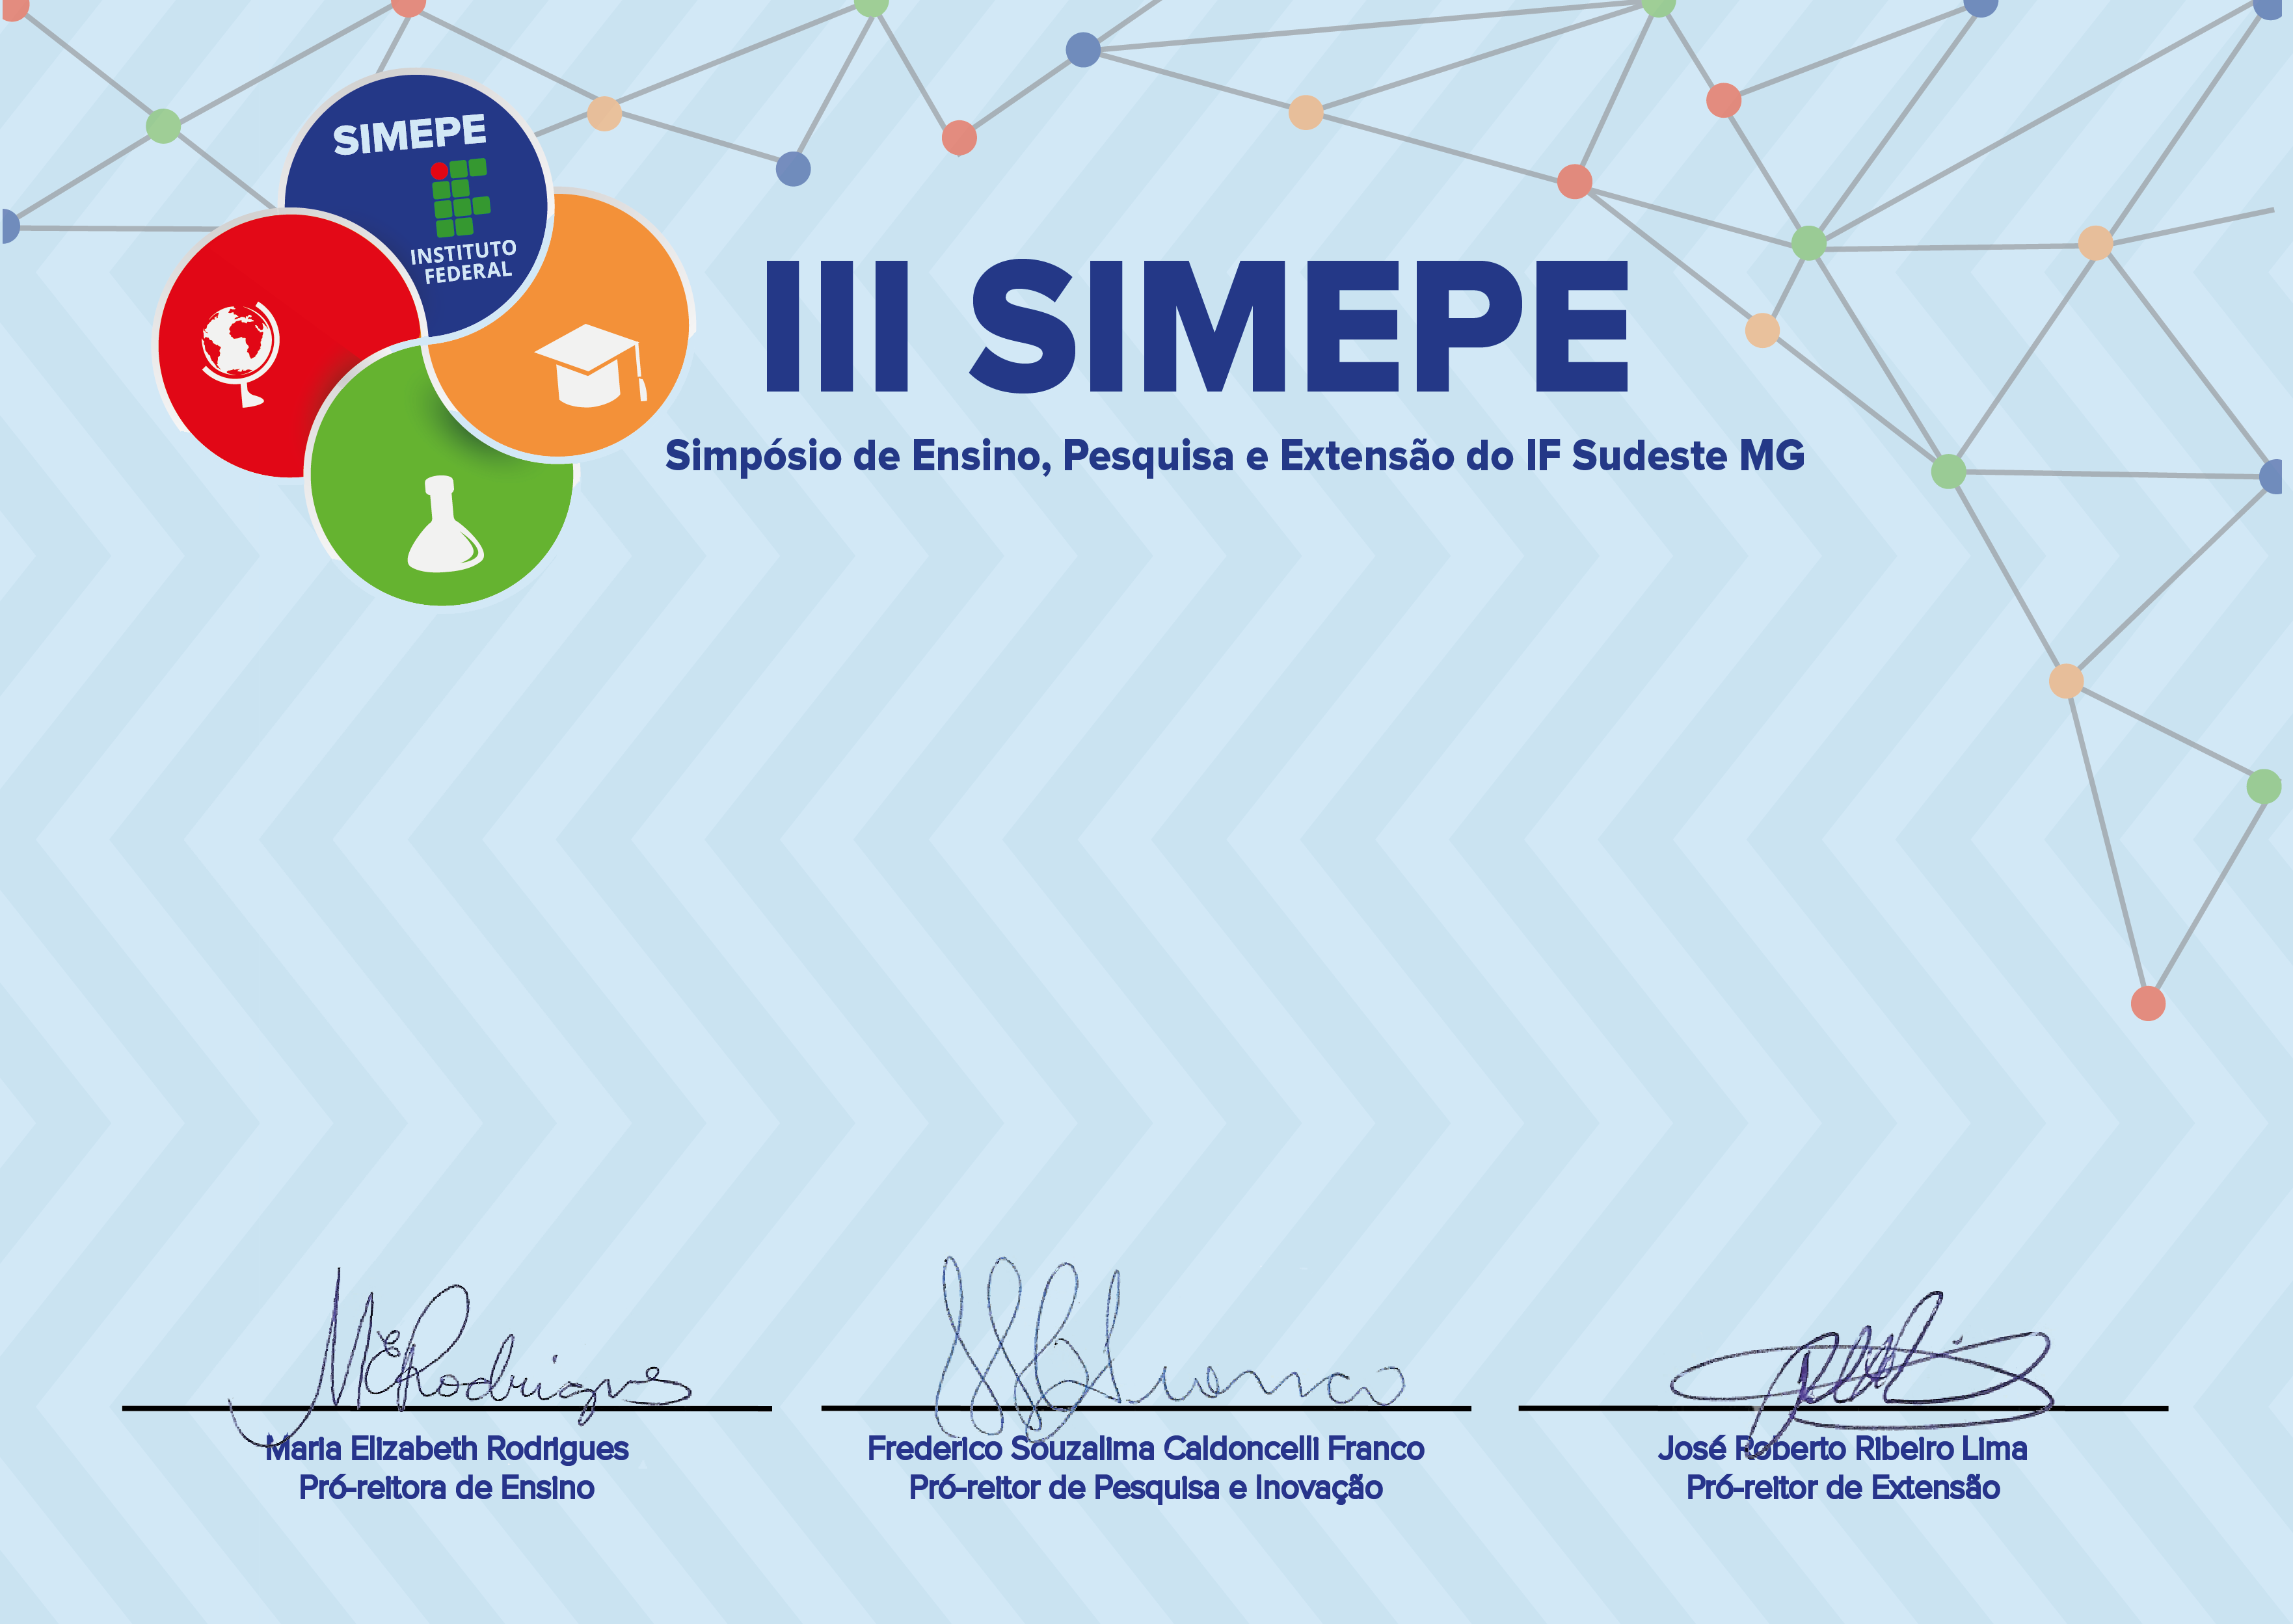 SIMEPE
INSTITUTO
FEDERAL
III SIMEPE
Simpósio de Ensino, Pesquisa e Extensão do IF Sudeste MG
MERodrigues
Maria Elizabeth Rodrigues
Pró-reitora de Ensino
Frederico Souzalima Caldoncelli Franco
Pró-reitor de Pesquisa e Inovação
José Roberto Ribeiro Lima
Pró-reitor de Extensão